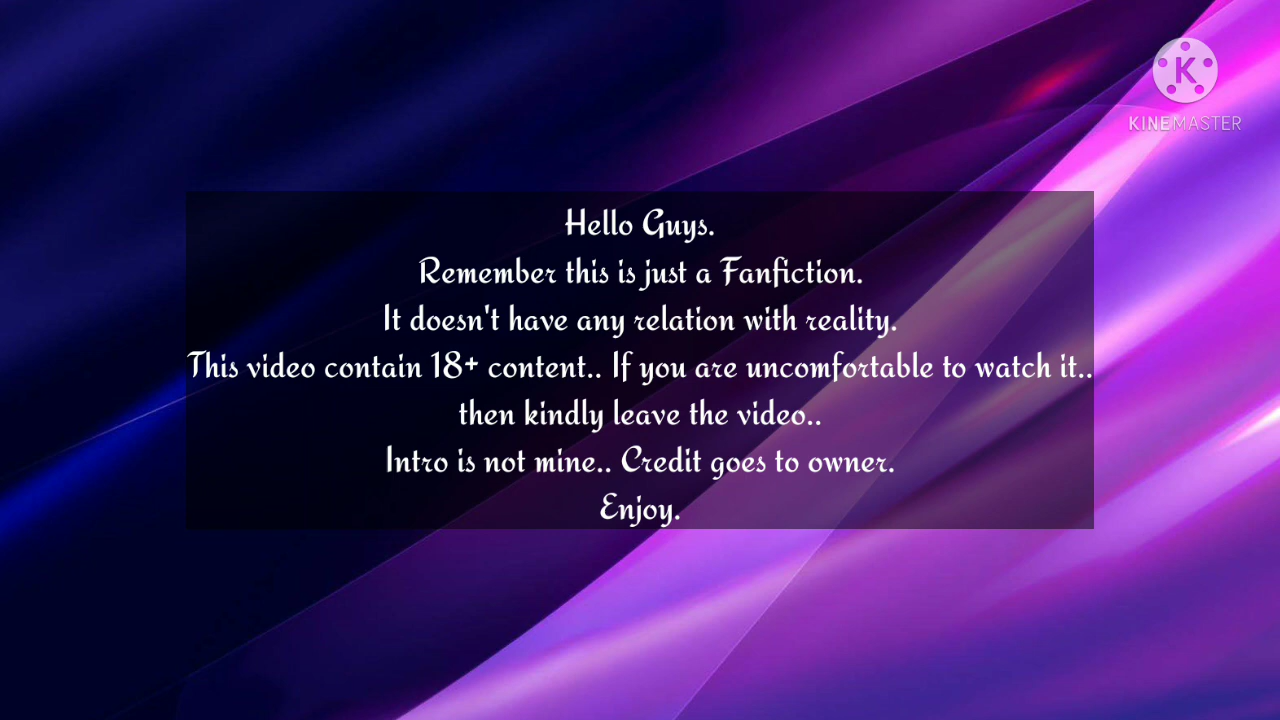 KINEMASTER
Hello Guys.
Remember this is just a Fanfiction.
It doesn't have any relation with reality.
This video contain 18+ content.. If you are uncomfortable to watch it..
then kindly leave the video..
Intro is not mine.. Credit goes to owner.
Enjoy.